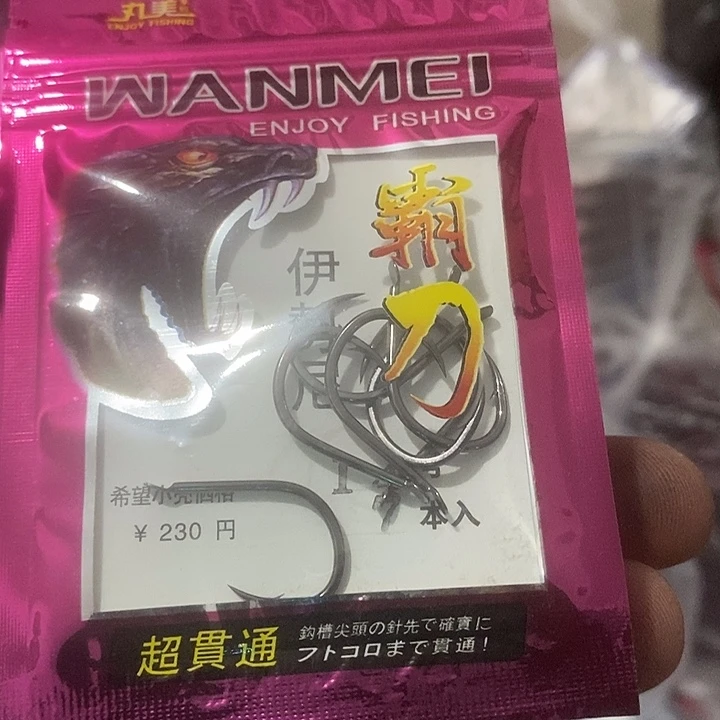 丸美
ENJOY FISHING
WANMEI
ENJOY FISHING
覇刀
伊
希望小売価格
¥ 230 円
本入
超貫通
鈎槽尖頭の針先で確實に
フトコロまで貫通!